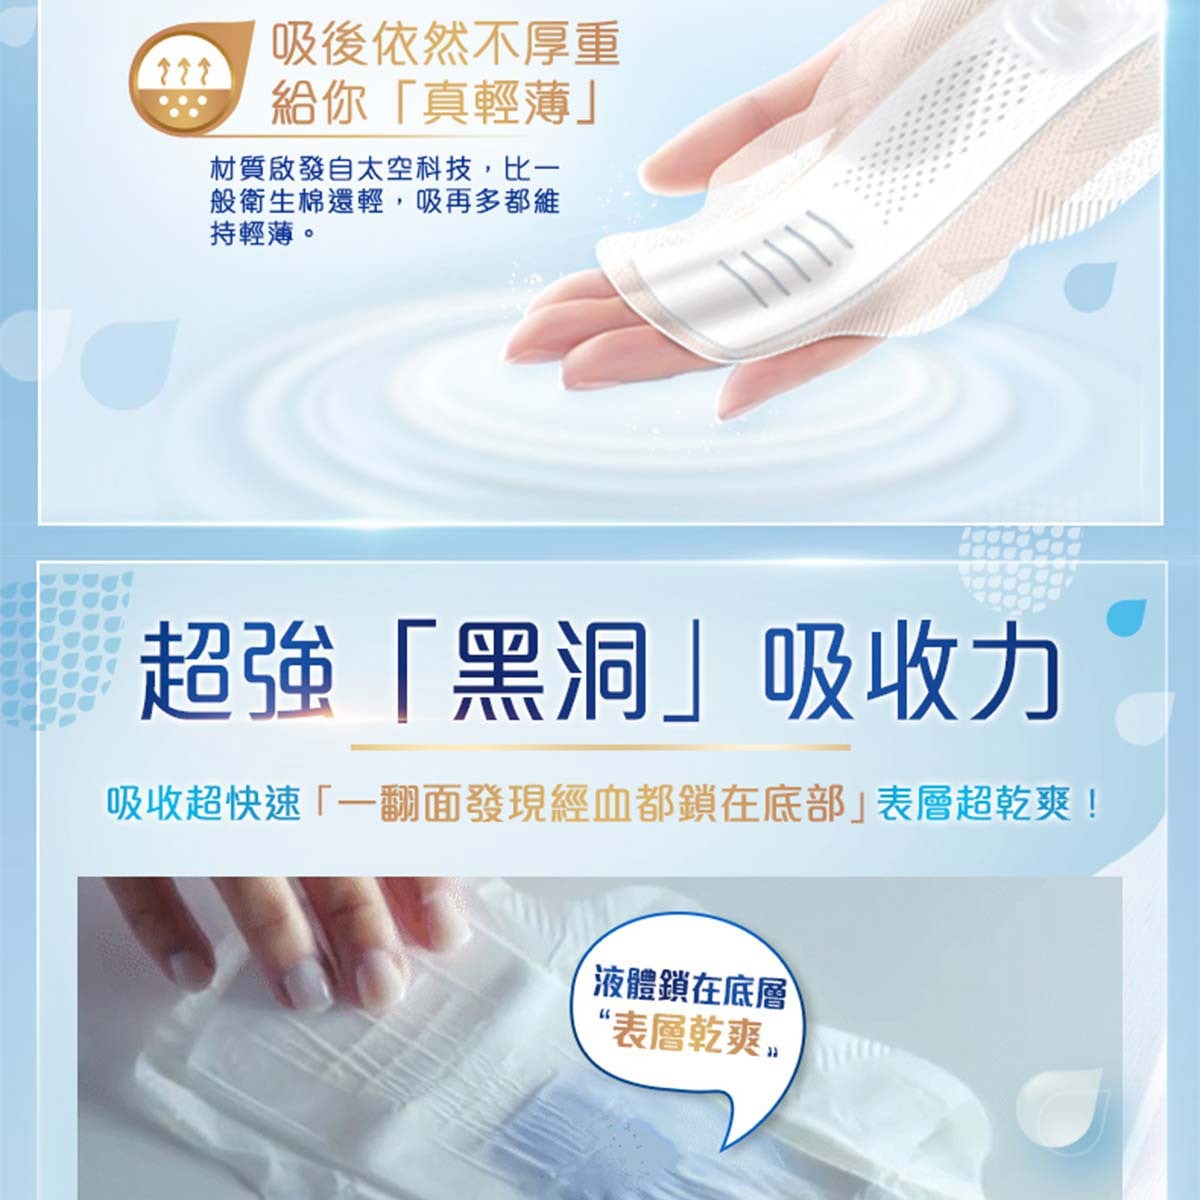 吸後依然不厚重
給你「真輕薄」
材質啟發自太空科技，比一
般衛生棉還輕，吸再多都維
持輕薄。
超強「黑洞」吸收力
吸收超快速「一翻面發現經血都鎖在底部」表層超乾爽！
液體鎖在底層
“表層乾爽„